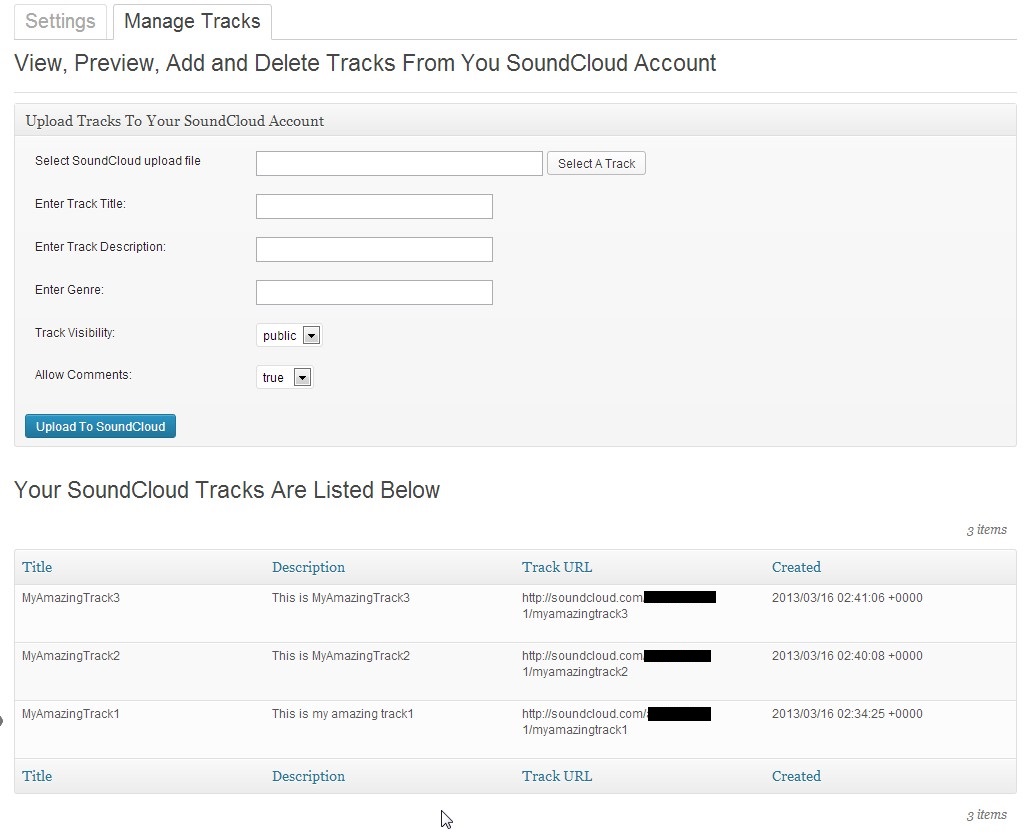 Settings
Manage Tracks
View, Preview, Add and Delete Tracks From You SoundCloud Account
Upload Tracks To Your SoundCloud Account
Select SoundCloud upload file
Select A Track
Enter Track Title:
Enter Track Description:
Enter Genre:
Track Visibility:
public
Allow Comments:
true
Upload To SoundCloud
Your SoundCloud Tracks Are Listed Below
3 items
Title Description Track URL Created
MyAmazingTrack3 This is MyAmazingTrack3 http://soundcloud.com/ 2013/03/16 02:41:06 +0000
1/myamazingtrack3
MyAmazingTrack2 This is MyAmazingTrack2 http://soundcloud.com/ 2013/03/16 02:40:08 +0000
1/myamazingtrack2
MyAmazingTrack1 This is my amazing track1 http://soundcloud.com/ 2013/03/16 02:34:25 +0000
1/myamazingtrack1
Title Description Track URL Created
3 items